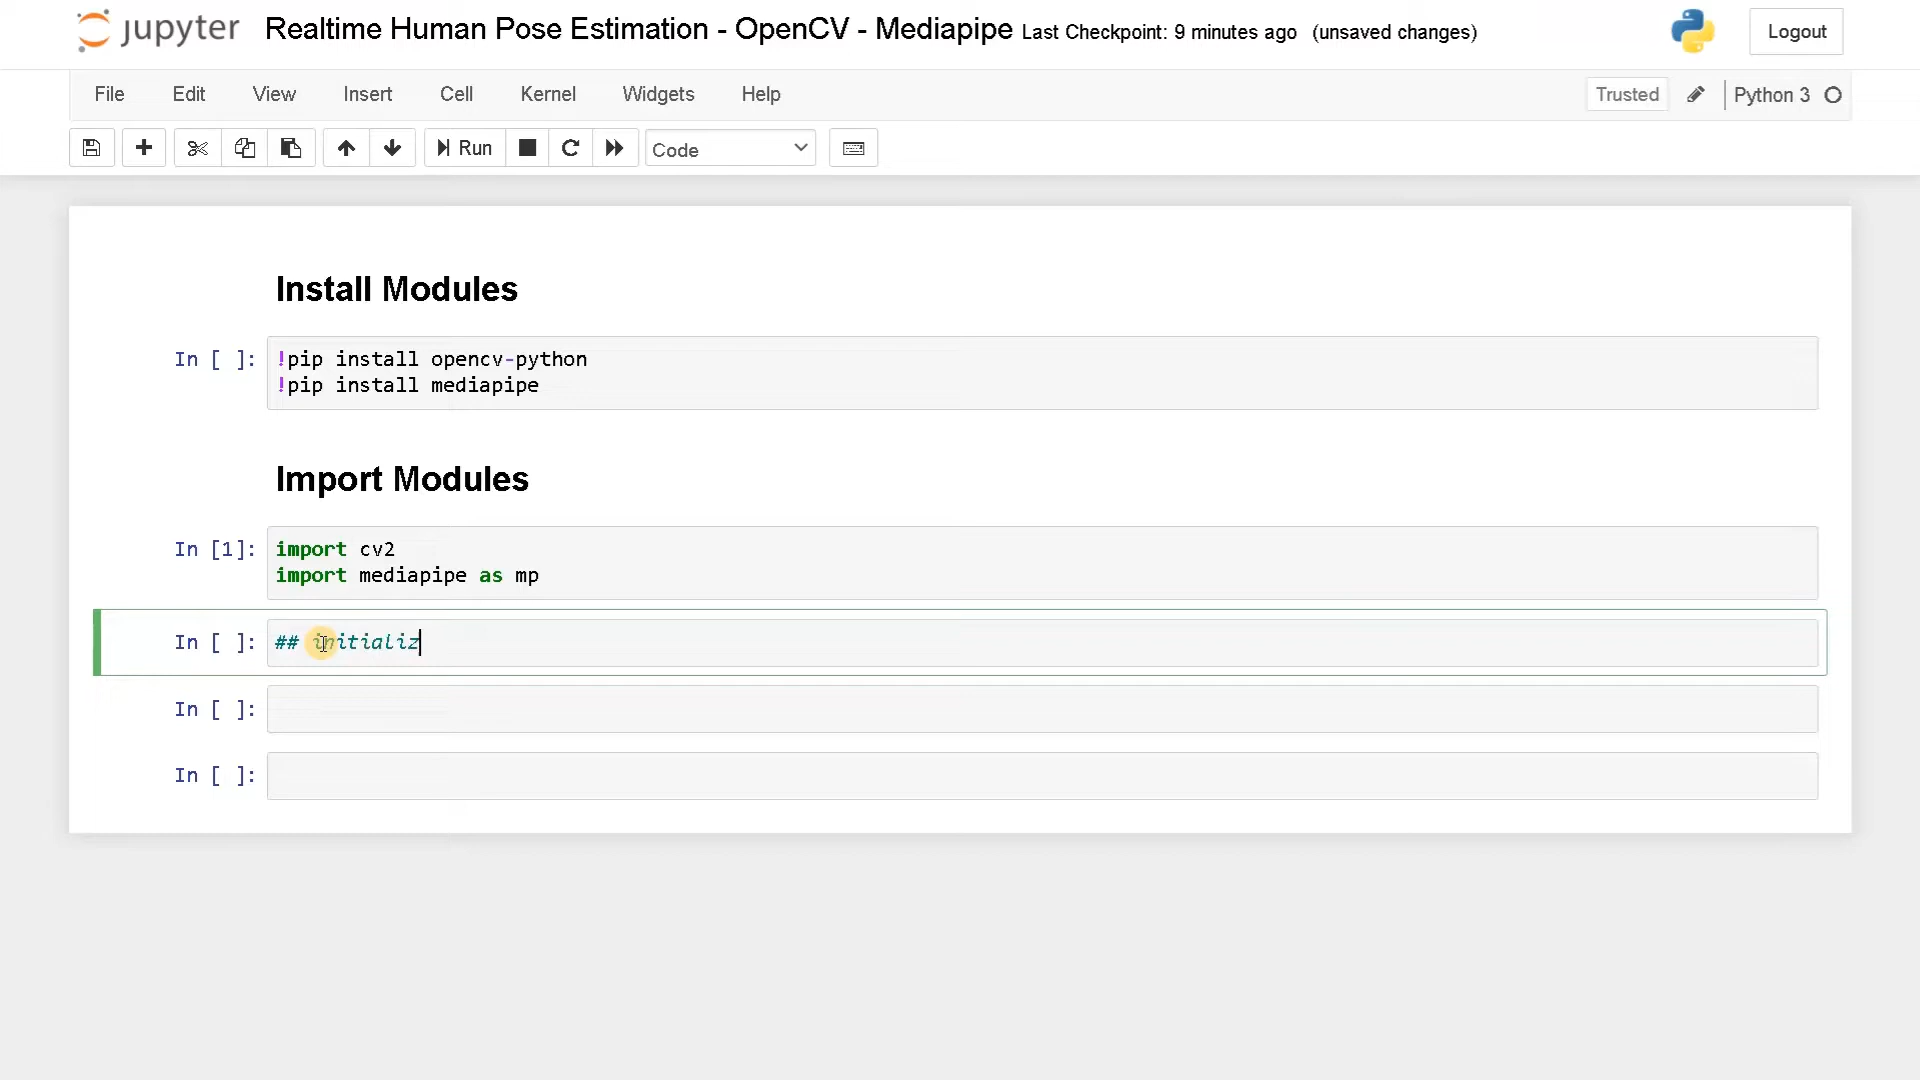 jupyter Realtime Human Pose Estimation - OpenCV - Mediapipe Last Checkpoint: 9 minutes ago (unsaved changes) Logout
File Edit View Insert Cell Kernel Widgets Help Trusted Python 3
Run Code
Install Modules
In [ ]: !pip install opencv-python
!pip install mediapipe
Import Modules
In [1]: import cv2
import mediapipe as mp
In [ ]: ## initializ
In [ ]:
In [ ]: